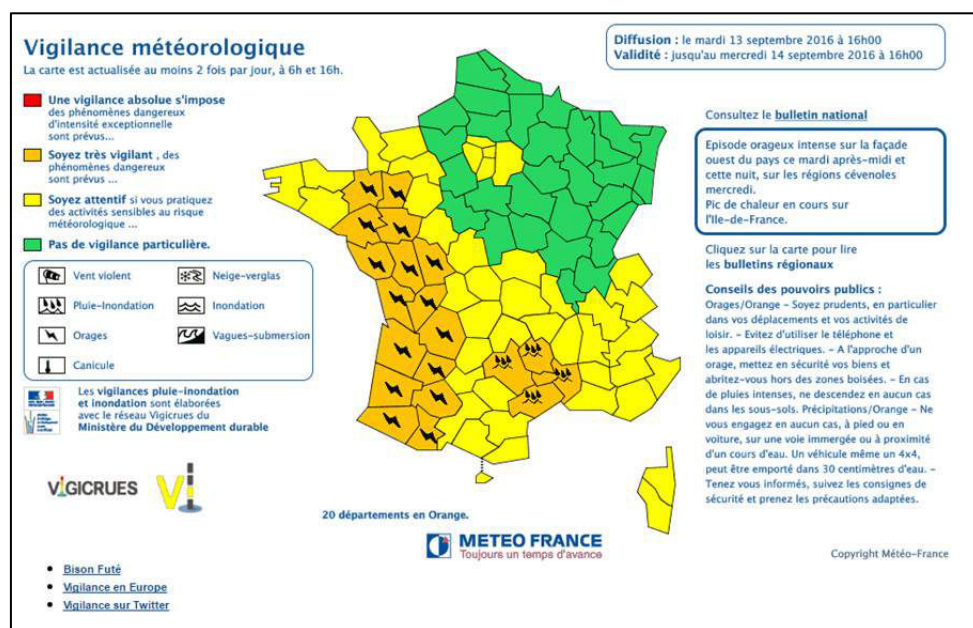 Vigilance météorologique
La carte est actualisée au moins 2 fois par jour, à 6h et 16h.
Diffusion : le mardi 13 septembre 2016 à 16h00
Validité : jusqu'au mercredi 14 septembre 2016 à 16h00
Une vigilance absolue s'impose
des phénomènes dangereux
d'intensité exceptionnelle
sont prévus...
Soyez très vigilant , des
phénomènes dangereux
sont prévus ...
Soyez attentif si vous pratiquez
des activités sensibles au risque
météorologique ...
Pas de vigilance particulière.
Vent violent
Neige-verglas
Pluie-Inondation
Inondation
Orages
Vagues-submersion
Canicule
Les vigilances pluie-inondation
et inondation sont élaborées
avec le réseau Vigicrues du
Ministère du Développement durable
VIGICRUES
Vi
20 départements en Orange.
METEO FRANCE
Toujours un temps d'avance
Consultez le bulletin national
Episode orageux intense sur la façade
ouest du pays ce mardi après-midi et
cette nuit, sur les régions cévenoles
mercredi.
Pic de chaleur en cours sur
l'Ile-de-France.
Cliquez sur la carte pour lire
les bulletins régionaux
Conseils des pouvoirs publics :
Orages/Orange - Soyez prudents, en particulier
dans vos déplacements et vos activités de
loisir. - Evitez d'utiliser le téléphone et
les appareils électriques. - A l'approche d'un
orage, mettez en sécurité vos biens et
abritez-vous hors des zones boisées. - En cas
de pluies intenses, ne descendez en aucun cas
dans les sous-sols. Précipitations/Orange - Ne
vous engagez en aucun cas, à pied ou en
voiture, sur une voie immergée ou à proximité
d'un cours d'eau. Un véhicule même un 4x4,
peut être emporté dans 30 centimètres d'eau. -
Tenez vous informés, suivez les consignes de
sécurité et prenez les précautions adaptées.
Copyright Météo-France
Bison Futé
Vigilance en Europe
Vigilance sur Twitter